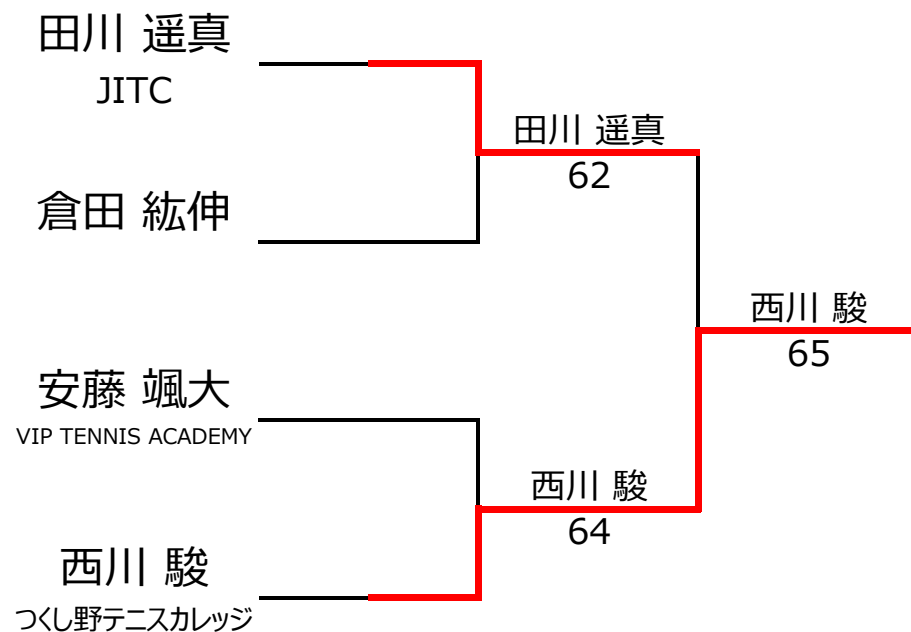 田川 遥真
JITC
田川 遥真
62
倉田 紘伸
西川 駿
65
安藤 颯大
VIP TENNIS ACADEMY
西川 駿
64
西川 駿
つくし野テニスカレッジ